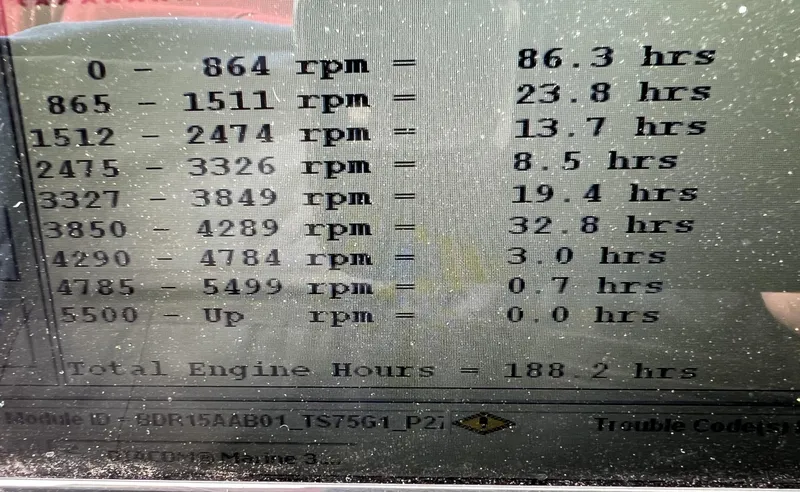 0 - 864 rpm = 86.3 hrs
865 - 1511 rpm = 23.8 hrs
1512 - 2474 rpm = 13.7 hrs
2475 - 3326 rpm = 8.5 hrs
3327 - 3849 rpm = 19.4 hrs
3850 - 4289 rpm = 32.8 hrs
4290 - 4784 rpm = 3.0 hrs
4785 - 5499 rpm = 0.7 hrs
5500 - Up rpm = 0.0 hrs
Total Engine Hours = 188.2 hrs
Module ID - Trouble Code(s)
DIACOM® Marine